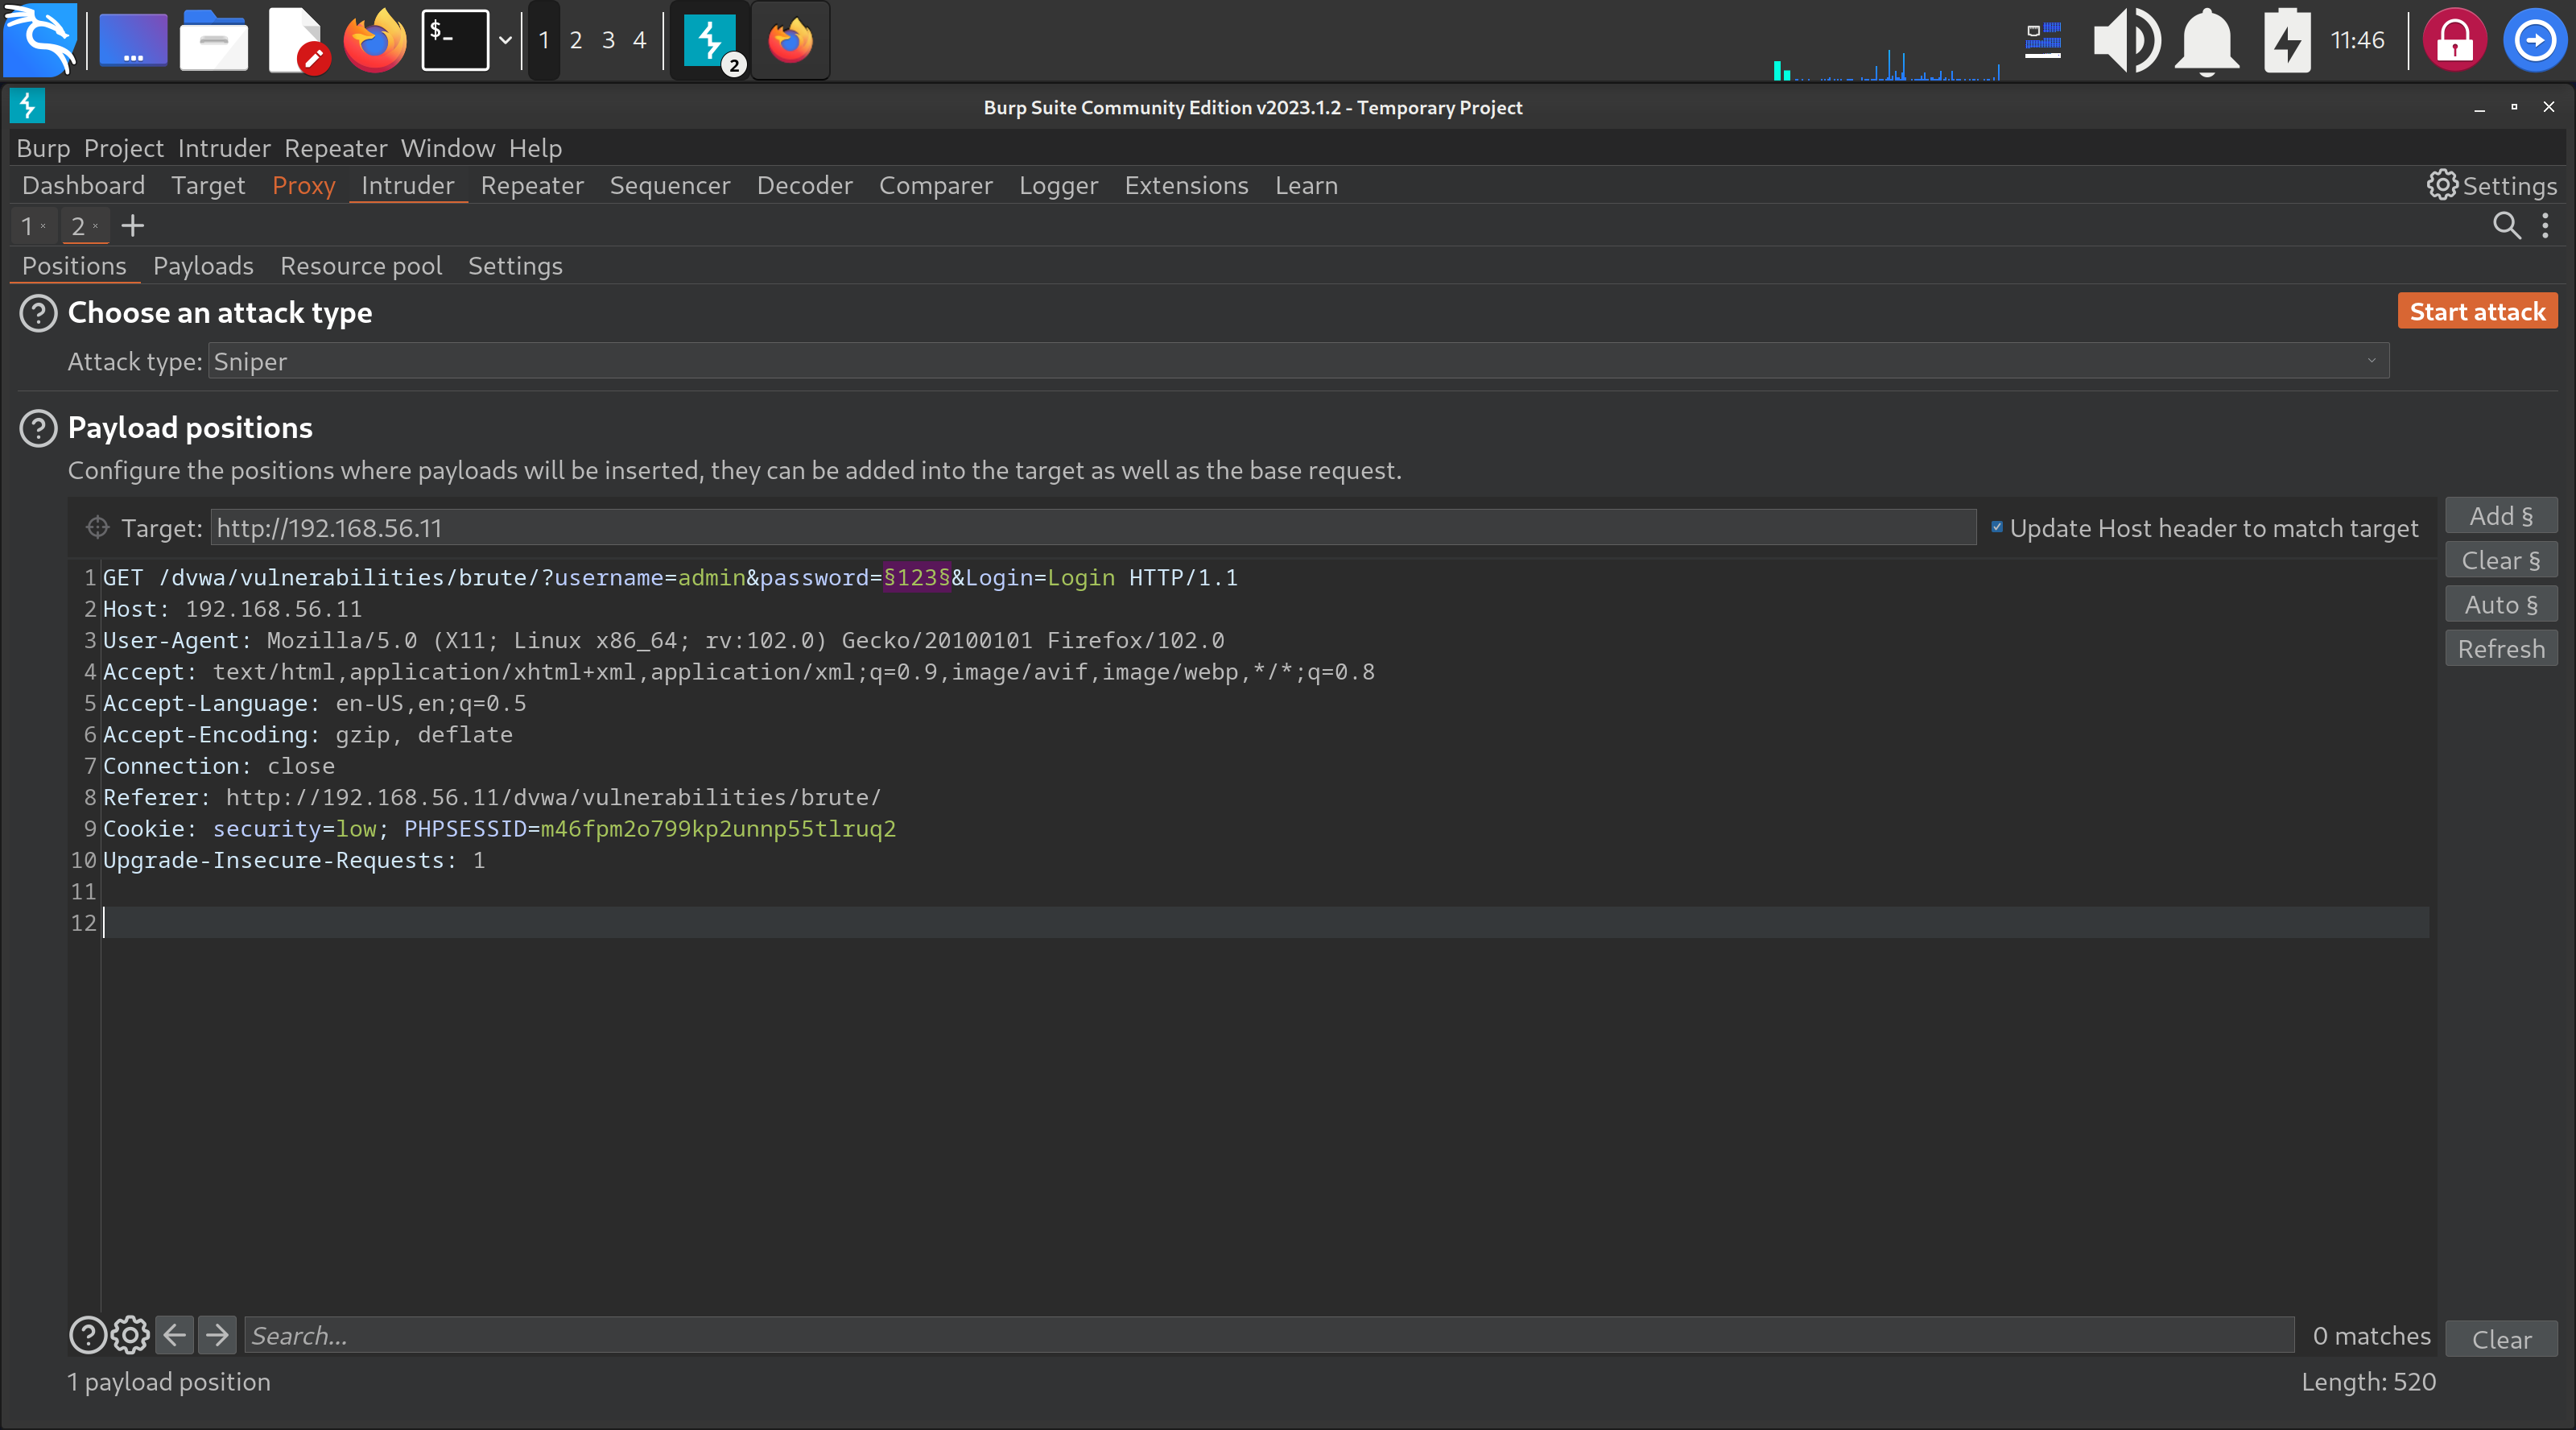 $_ 1 2 3 4 2 11:46
Burp Suite Community Edition v2023.1.2 - Temporary Project
Burp Project Intruder Repeater Window Help
Dashboard Target Proxy Intruder Repeater Sequencer Decoder Comparer Logger Extensions Learn Settings
1 × 2 × +
Positions Payloads Resource pool Settings
? Choose an attack type Start attack
Attack type: Sniper
? Payload positions
Configure the positions where payloads will be inserted, they can be added into the target as well as the base request.
Target: http://192.168.56.11 Update Host header to match target Add §
Clear §
Auto §
Refresh
1 GET /dvwa/vulnerabilities/brute/?username=admin&password=§123§&Login=Login HTTP/1.1
2 Host: 192.168.56.11
3 User-Agent: Mozilla/5.0 (X11; Linux x86_64; rv:102.0) Gecko/20100101 Firefox/102.0
4 Accept: text/html,application/xhtml+xml,application/xml;q=0.9,image/avif,image/webp,*/*;q=0.8
5 Accept-Language: en-US,en;q=0.5
6 Accept-Encoding: gzip, deflate
7 Connection: close
8 Referer: http://192.168.56.11/dvwa/vulnerabilities/brute/
9 Cookie: security=low; PHPSESSID=m46fpm2o799kp2unnp55tlruq2
10 Upgrade-Insecure-Requests: 1
11
12
? Search... 0 matches Clear
1 payload position Length: 520